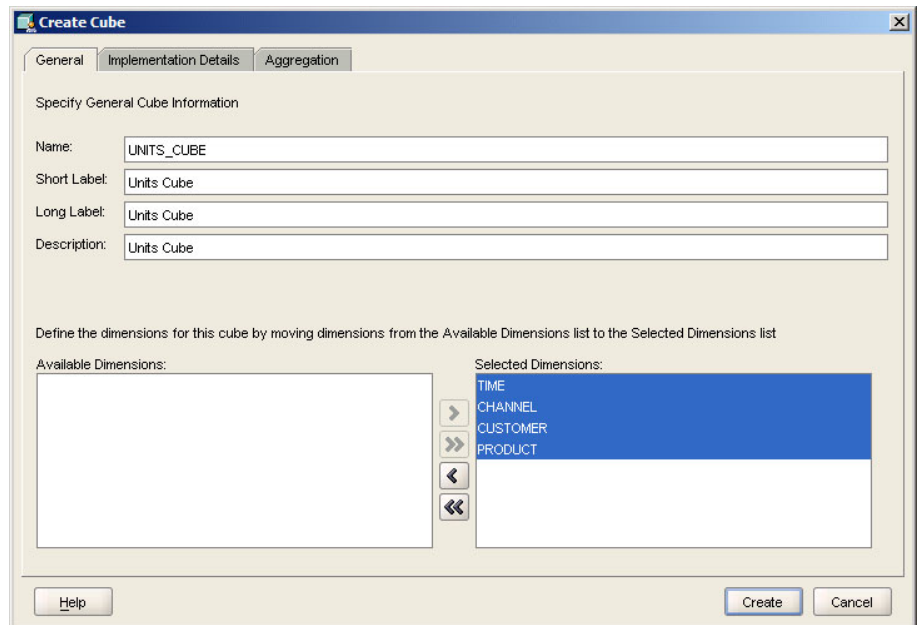 Create Cube
General Implementation Details Aggregation
Specify General Cube Information
Name: UNITS_CUBE
Short Label: Units Cube
Long Label: Units Cube
Description: Units Cube
Define the dimensions for this cube by moving dimensions from the Available Dimensions list to the Selected Dimensions list
Available Dimensions: Selected Dimensions:
TIME
CHANNEL
CUSTOMER
PRODUCT
Help Create Cancel